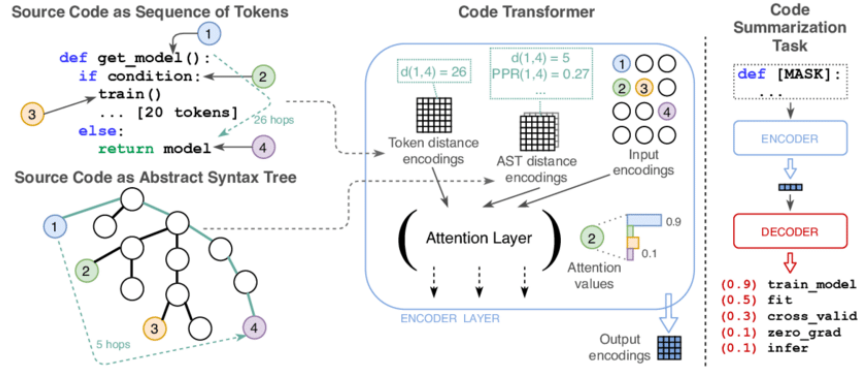 Source Code as Sequence of Tokens
1
def get_model():
if condition:
2
train()
3
... [20 tokens]
26 hops
else:
return model
4
Source Code as Abstract Syntax Tree
1
2
3
4
5 hops
Code Transformer
d(1,4) = 26
d(1,4) = 5
PPR(1,4) = 0.27
...
1
2 3
4
Token distance
encodings
AST distance
encodings
Input
encodings
( Attention Layer )
2
0.9
0.1
Attention
values
ENCODER LAYER
Output
encodings
Code
Summarization
Task
def [MASK]:
...
ENCODER
DECODER
(0.9) train_model
(0.5) fit
(0.3) cross_valid
(0.1) zero_grad
(0.1) infer